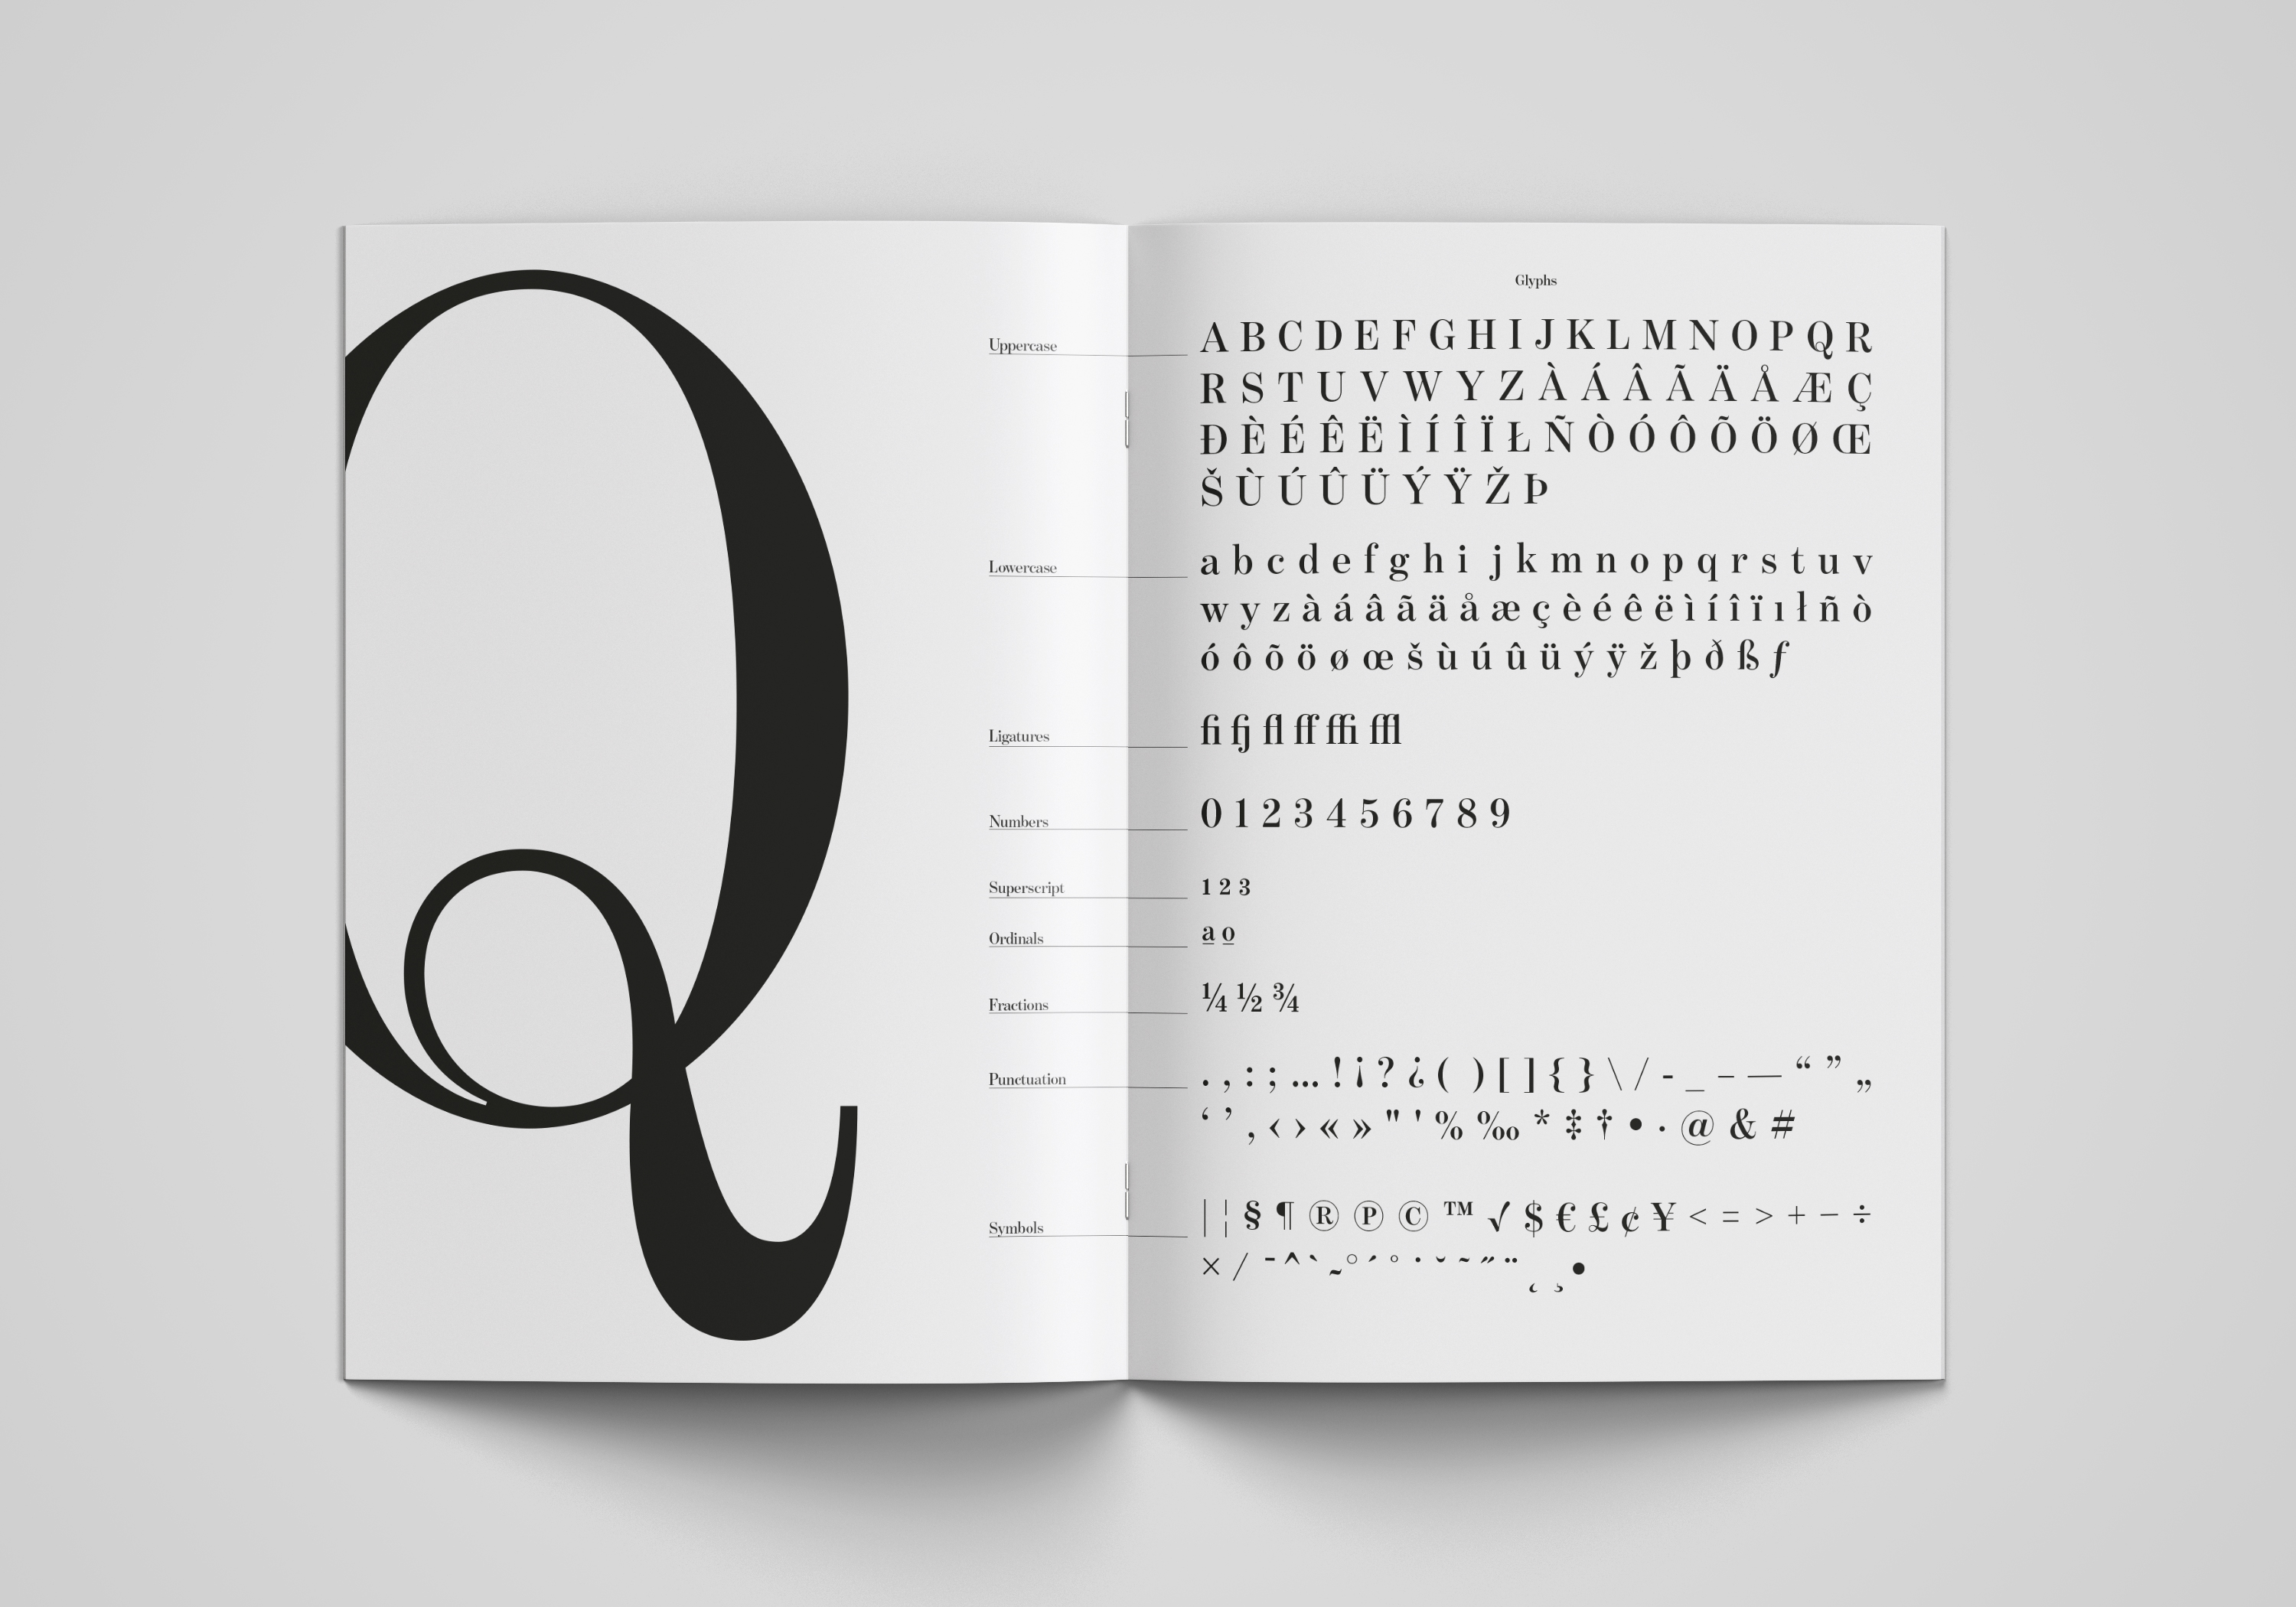 Q
Glyphs
Uppercase
A B C D E F G H I J K L M N O P Q R
R S T U V W Y Z À Á Â Ã Ä Å Æ Ç
Ð È É Ê Ë Ì Í Î Ï Ł Ñ Ò Ó Ô Õ Ö Ø Œ
Š Ù Ú Û Ü Ý Ÿ Ž Þ
Lowercase
a b c d e f g h i j k m n o p q r s t u v
w y z à á â ã ä å æ ç è é ê ë ì í î ï ı ł ñ ò
ó ô õ ö ø œ š ù ú û ü ý ÿ ž þ ð ß ƒ
Ligatures
fi fj fl ff ffi ffl
Numbers
0 1 2 3 4 5 6 7 8 9
Superscript
1 2 3
Ordinals
a o
Fractions
¼ ½ ¾
Punctuation
. , : ; … ! ¡ ? ¿ ( ) [ ] { } \ / - _ – — “ ” „
‘ ’ ‚ ‹ › « » " ' % ‰ * ‡ † • · @ & #
Symbols
| ¦ § ¶ ® ℗ © ™ √ $ € £ ¢ ¥ < = > + − ÷
× / ¯ ^ ` ~ ° ´ ˚ ˙ ˘ ˜ ˝ ¨ ˛ ¸ •